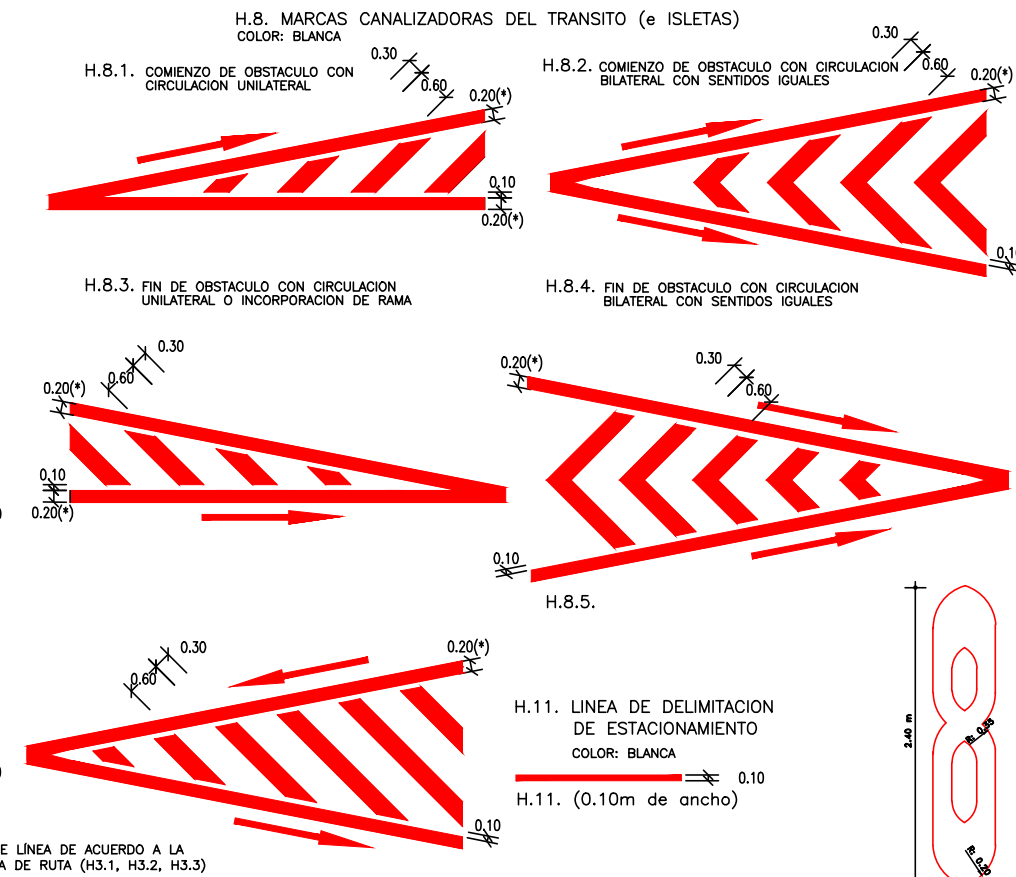 H.8. MARCAS CANALIZADORAS DEL TRANSITO (e ISLETAS)
COLOR: BLANCA
H.8.1. COMIENZO DE OBSTACULO CON
CIRCULACION UNILATERAL
0.30
0.60
0.20(*)
0.10
0.20(*)
H.8.2. COMIENZO DE OBSTACULO CON CIRCULACION
BILATERAL CON SENTIDOS IGUALES
0.30
0.60
0.20(*)
0.10
H.8.3. FIN DE OBSTACULO CON CIRCULACION
UNILATERAL O INCORPORACION DE RAMA
0.30
0.60
0.20(*)
0.10
0.20(*)
)
H.8.4. FIN DE OBSTACULO CON CIRCULACION
BILATERAL CON SENTIDOS IGUALES
0.20(*)
0.30
0.60
0.10
H.8.5.
0.30
0.60
0.20(*)
0.10
)
H.11. LINEA DE DELIMITACION
DE ESTACIONAMIENTO
COLOR: BLANCA
0.10
H.11. (0.10m de ancho)
2.40 m
R: 0.35
R: 0.20
E LÍNEA DE ACUERDO A LA
A DE RUTA (H3.1, H3.2, H3.3)